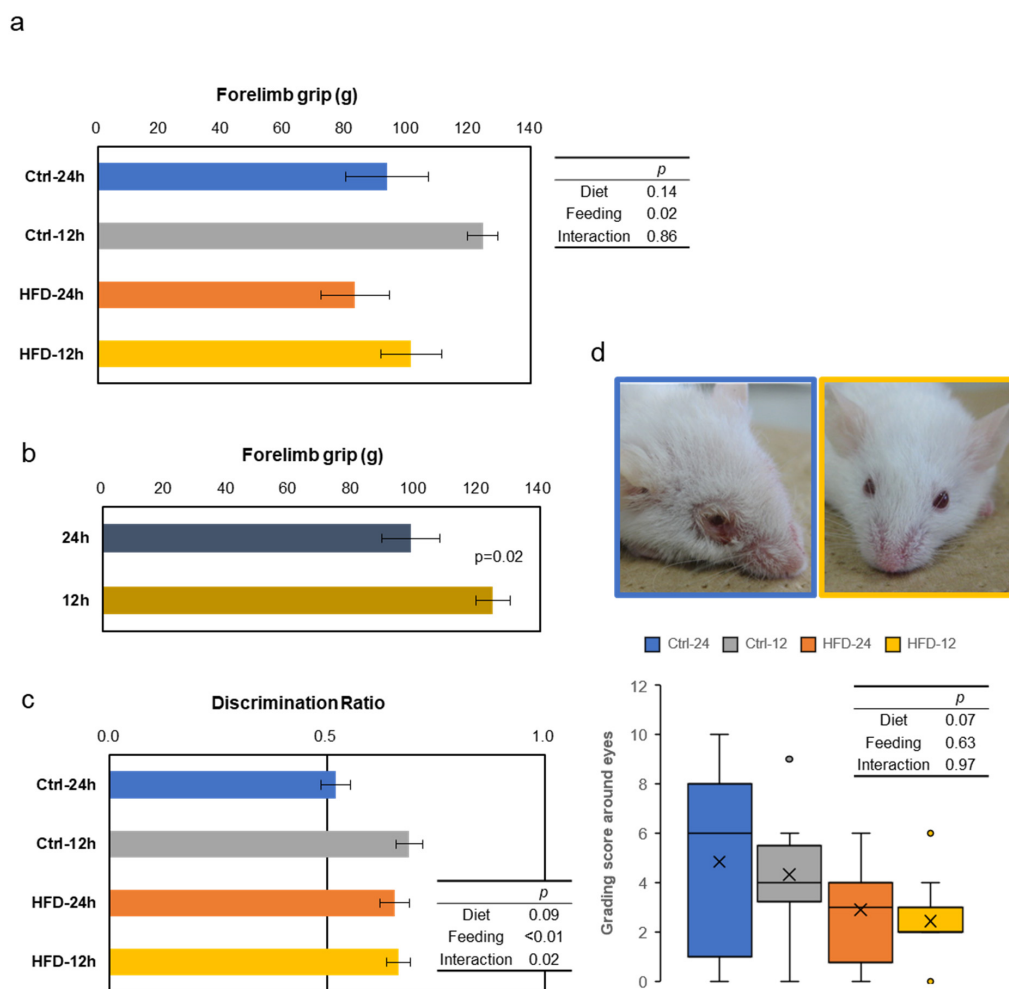 a
Forelimb grip (g)
0 20 40 60 80 100 120 140
Ctrl-24h
Ctrl-12h
HFD-24h
HFD-12h
p
Diet 0.14
Feeding 0.02
Interaction 0.86
b
Forelimb grip (g)
0 20 40 60 80 100 120 140
24h
12h
p=0.02
c
Discrimination Ratio
0.0 0.5 1.0
Ctrl-24h
Ctrl-12h
HFD-24h
HFD-12h
p
Diet 0.09
Feeding <0.01
Interaction 0.02
d
Ctrl-24 Ctrl-12 HFD-24 HFD-12
Grading score around eyes
12
10
8
6
4
2
0
p
Diet 0.07
Feeding 0.63
Interaction 0.97